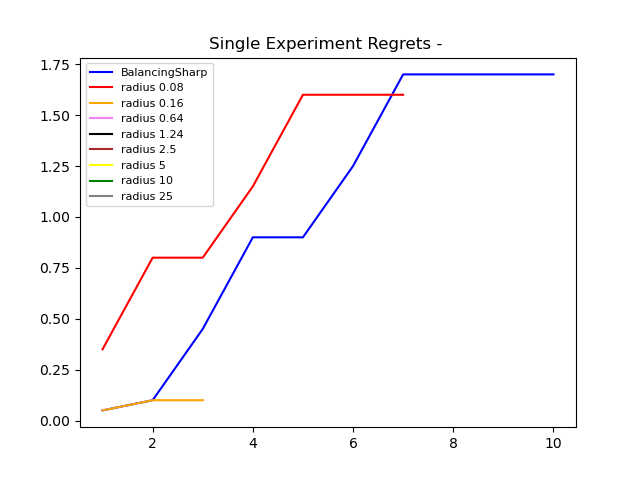 Single Experiment Regrets -
1.75
1.50
1.25
1.00
0.75
0.50
0.25
0.00
BalancingSharp
radius 0.08
radius 0.16
radius 0.64
radius 1.24
radius 2.5
radius 5
radius 10
radius 25
2 4 6 8 10